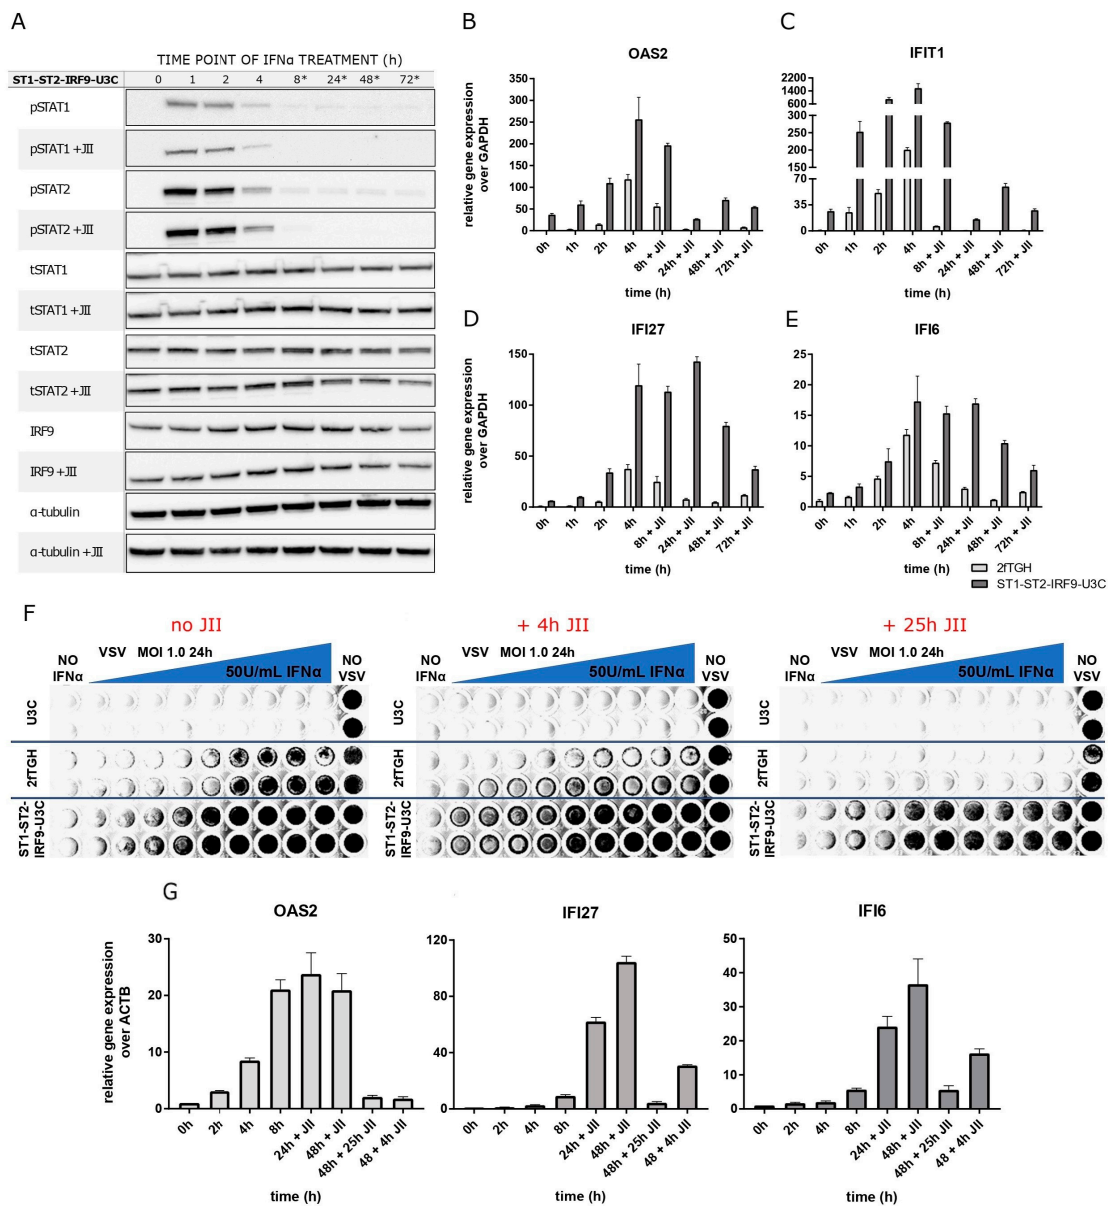 A
TIME POINT OF IFNα TREATMENT (h)
ST1-ST2-IRF9-U3C 0 1 2 4 8* 24* 48* 72*
pSTAT1
pSTAT1 +JII
pSTAT2
pSTAT2 +JII
tSTAT1
tSTAT1 +JII
tSTAT2
tSTAT2 +JII
IRF9
IRF9 +JII
α-tubulin
α-tubulin +JII
B
OAS2
relative gene expression
over GAPDH
350
300
250
200
150
100
50
0
0h 1h 2h 4h 8h + JII 24h + JII 48h + JII 72h + JII
time (h)
C
IFIT1
2200
1400
600
300
250
200
150
70
35
0
0h 1h 2h 4h 8h + JII 24h + JII 48h + JII 72h + JII
time (h)
D
IFI27
relative gene expression
over GAPDH
150
100
50
0
0h 1h 2h 4h 8h + JII 24h + JII 48h + JII 72h + JII
time (h)
E
IFI6
25
20
15
10
5
0
0h 1h 2h 4h 8h + JII 24h + JII 48h + JII 72h + JII
time (h)
2fTGH
ST1-ST2-IRF9-U3C
F
no JII
NO
IFNα
VSV MOI 1.0 24h
50U/mL IFNα
NO
VSV
U3C
2fTGH
ST1-ST2-
IRF9-U3C
+ 4h JII
NO
IFNα
VSV MOI 1.0 24h
50U/mL IFNα
NO
VSV
U3C
2fTGH
ST1-ST2-
IRF9-U3C
+ 25h JII
NO
IFNα
VSV MOI 1.0 24h
50U/mL IFNα
NO
VSV
U3C
2fTGH
ST1-ST2-
IRF9-U3C
G
OAS2
relative gene expression
over ACTB
30
20
10
0
0h 2h 4h 8h 24h + JII 48h + JII 48h + 25h JII 48 + 4h JII
time (h)
IFI27
120
80
40
0
0h 2h 4h 8h 24h + JII 48h + JII 48h + 25h JII 48 + 4h JII
time (h)
IFI6
50
40
30
20
10
0
0h 2h 4h 8h 24h + JII 48h + JII 48h + 25h JII 48 + 4h JII
time (h)